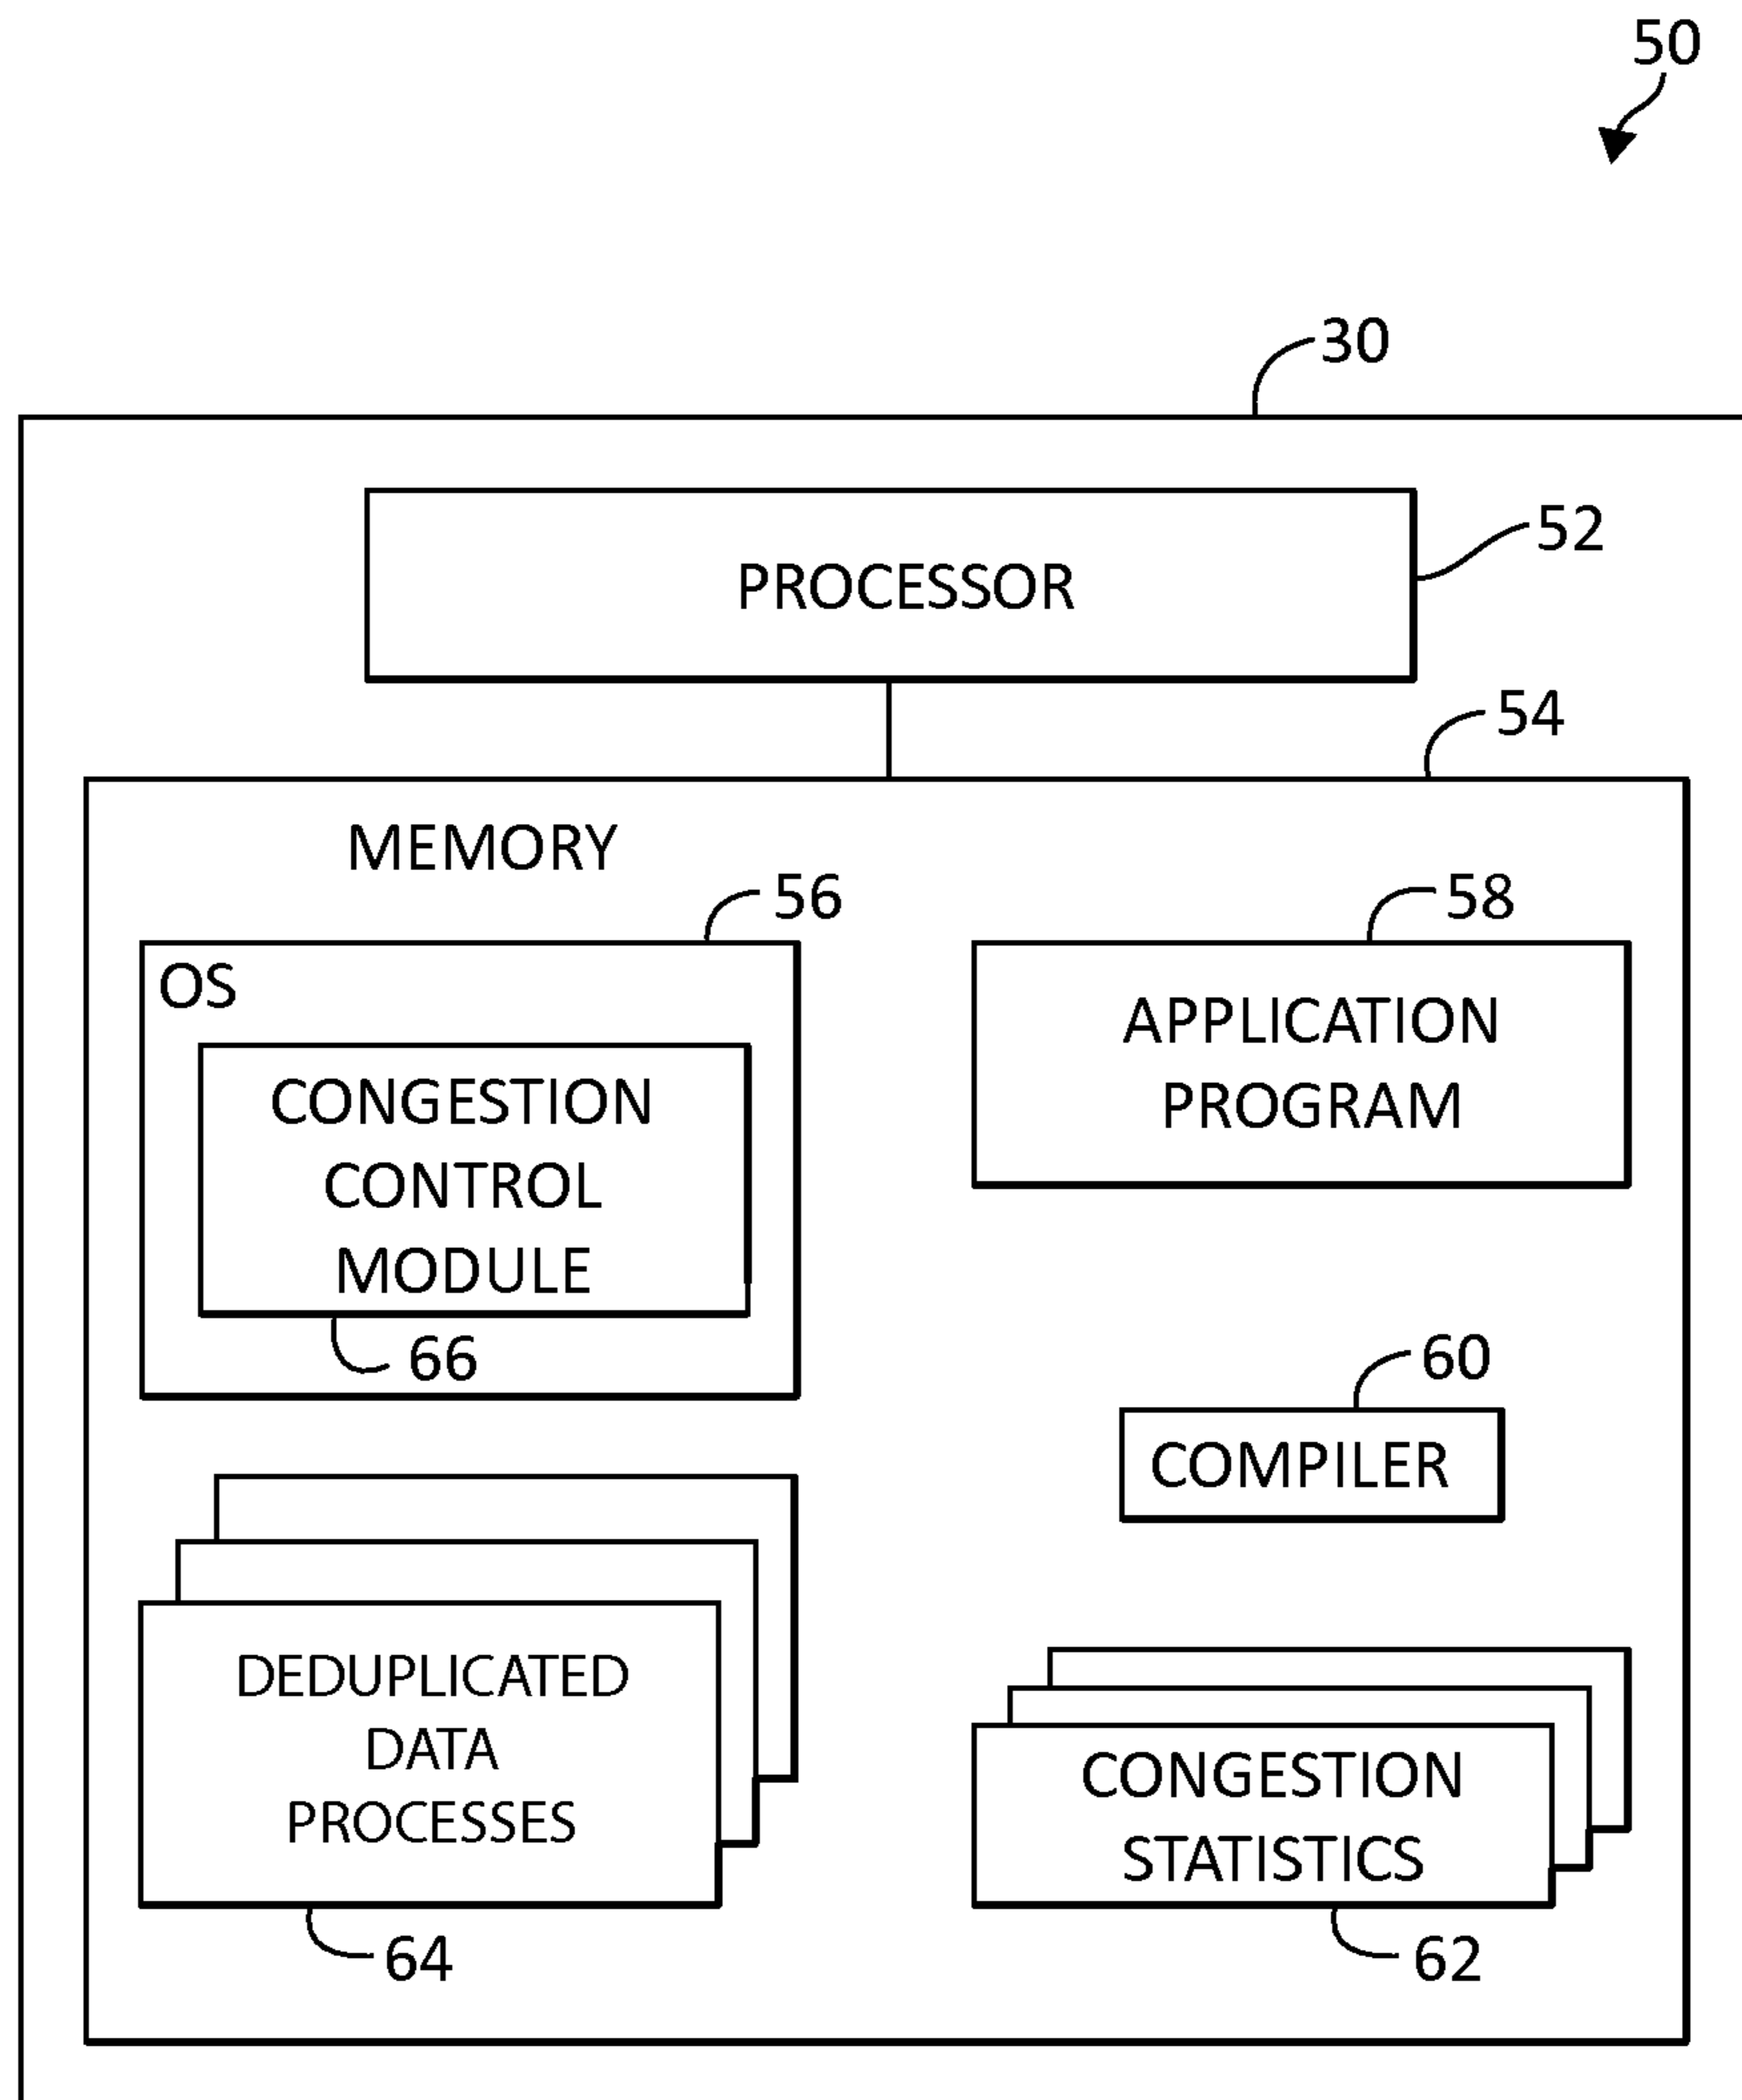 50
30
PROCESSOR
52
54
MEMORY
56
58
OS
APPLICATION
PROGRAM
CONGESTION
CONTROL
MODULE
66
60
COMPILER
DEDUPLICATED
DATA
PROCESSES
CONGESTION
STATISTICS
64
62